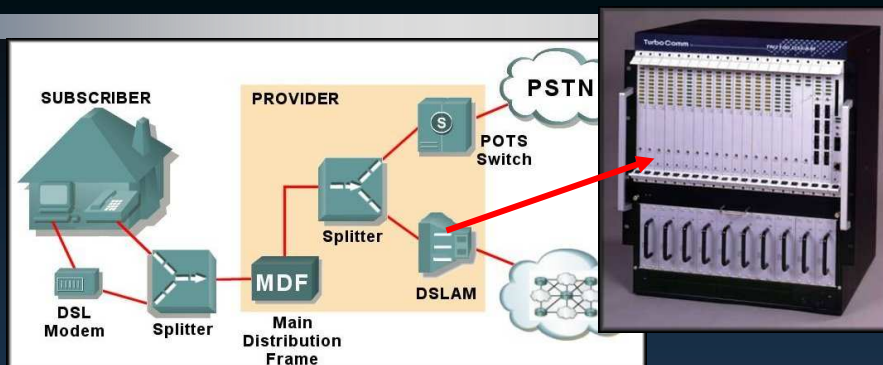 SUBSCRIBER
PROVIDER
PSTN
S
POTS
Switch
Splitter
MDF
DSLAM
DSL
Modem
Splitter
Main
Distribution
Frame
TurboComm